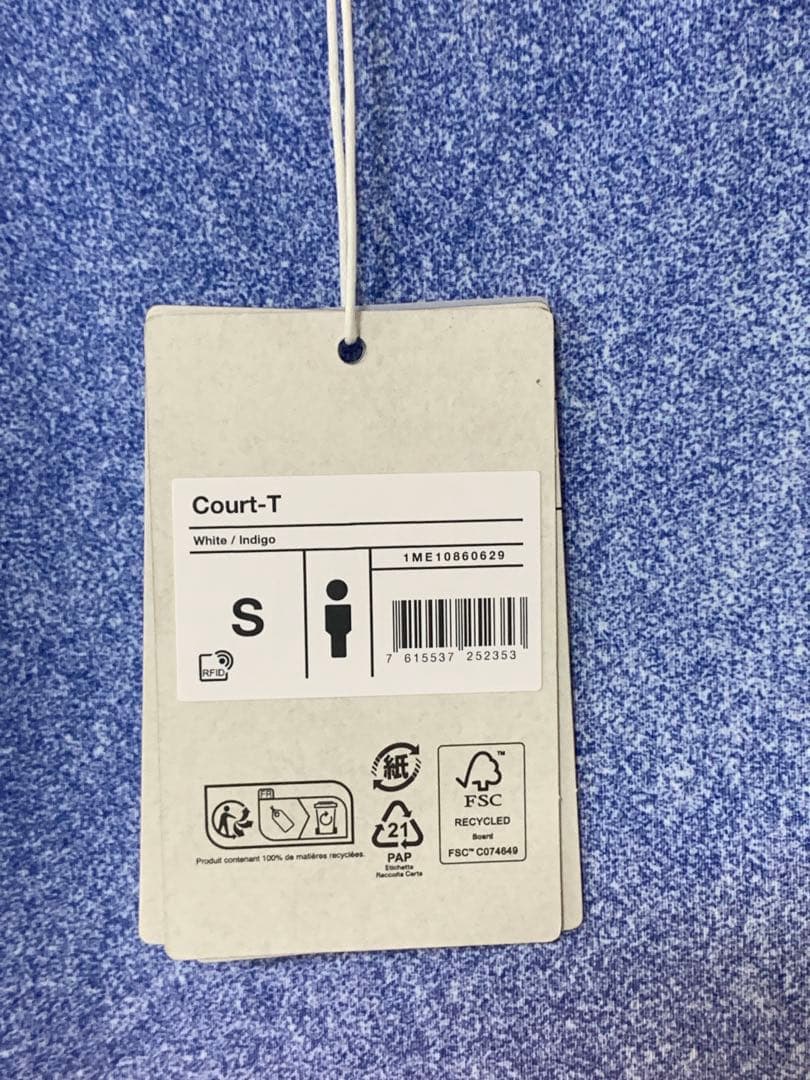 Court-T
White / Indigo
1ME10860629
S
RFID
7 615537 252353
FR
紙
FSC™
RECYCLED
Board
FSC™ C074649
21
PAP
Etichetta
Raccolta Carta
Produit contenant 100% de matières recyclées.